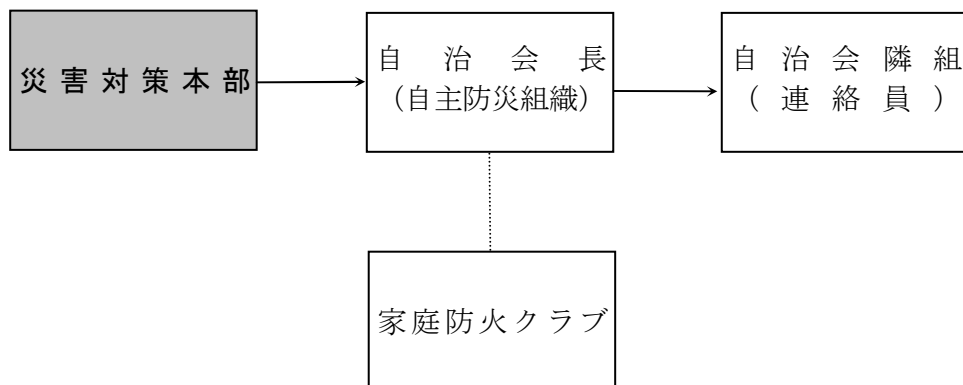 災害対策本部
自治会長
(自主防災組織)
自治会隣組
(連絡員)
家庭防火クラブ